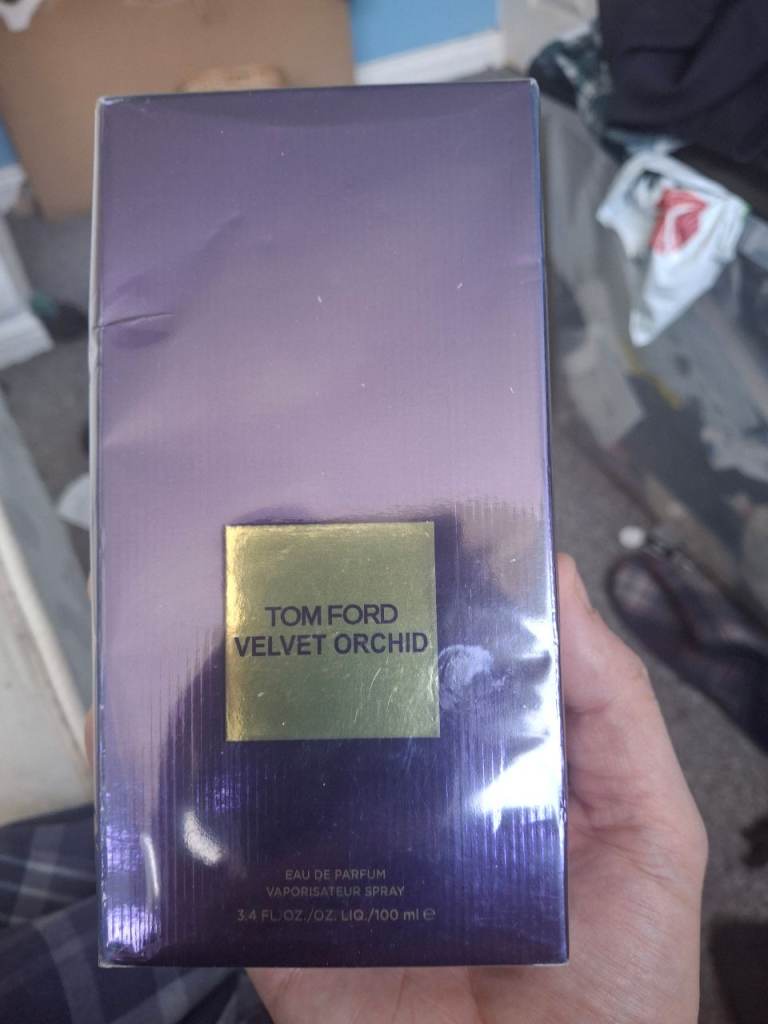 TOM FORD
VELVET ORCHID
EAU DE PARFUM
VAPORISATEUR SPRAY
3.4 FL.OZ./OZ. LIQ./100 ml ℮